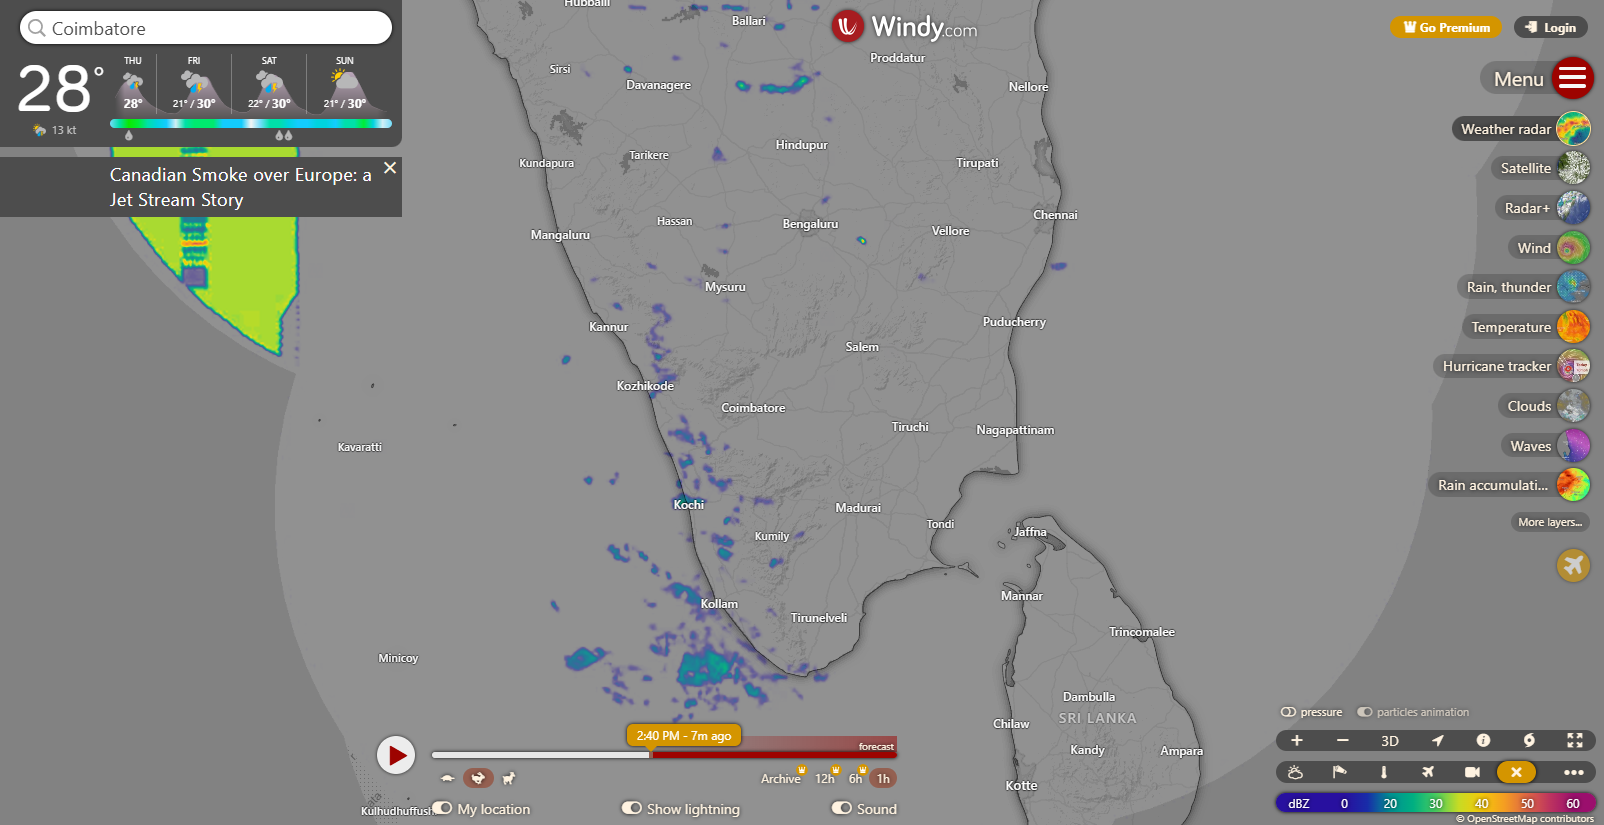 Coimbatore
28°
13 kt
THU
28°
FRI
21° / 30°
SAT
22° / 30°
SUN
21° / 30°
Canadian Smoke over Europe: a
Jet Stream Story
Windy.com
Go Premium
Login
Menu
Weather radar
Satellite
Radar+
Wind
Rain, thunder
Temperature
Hurricane tracker
Clouds
Waves
Rain accumulati...
More layers...
Hubballi
Ballari
Proddatur
Sirsi
Davanagere
Nellore
Kundapura
Tarikere
Hindupur
Tirupati
Hassan
Chennai
Mangaluru
Bengaluru
Vellore
Mysuru
Kannur
Puducherry
Salem
Kozhikode
Coimbatore
Tiruchi
Nagapattinam
Kavaratti
Kochi
Madurai
Tondi
Jaffna
Kumily
Mannar
Kollam
Tirunelveli
Trincomalee
Minicoy
Dambulla
SRI LANKA
Chilaw
Kandy
Ampara
Kotte
Kulhudhuffush
2:40 PM - 7m ago
forecast
Archive
12h
6h
1h
My location
Show lightning
Sound
pressure
particles animation
3D
dBZ 0 20 30 40 50 60
© OpenStreetMap contributors